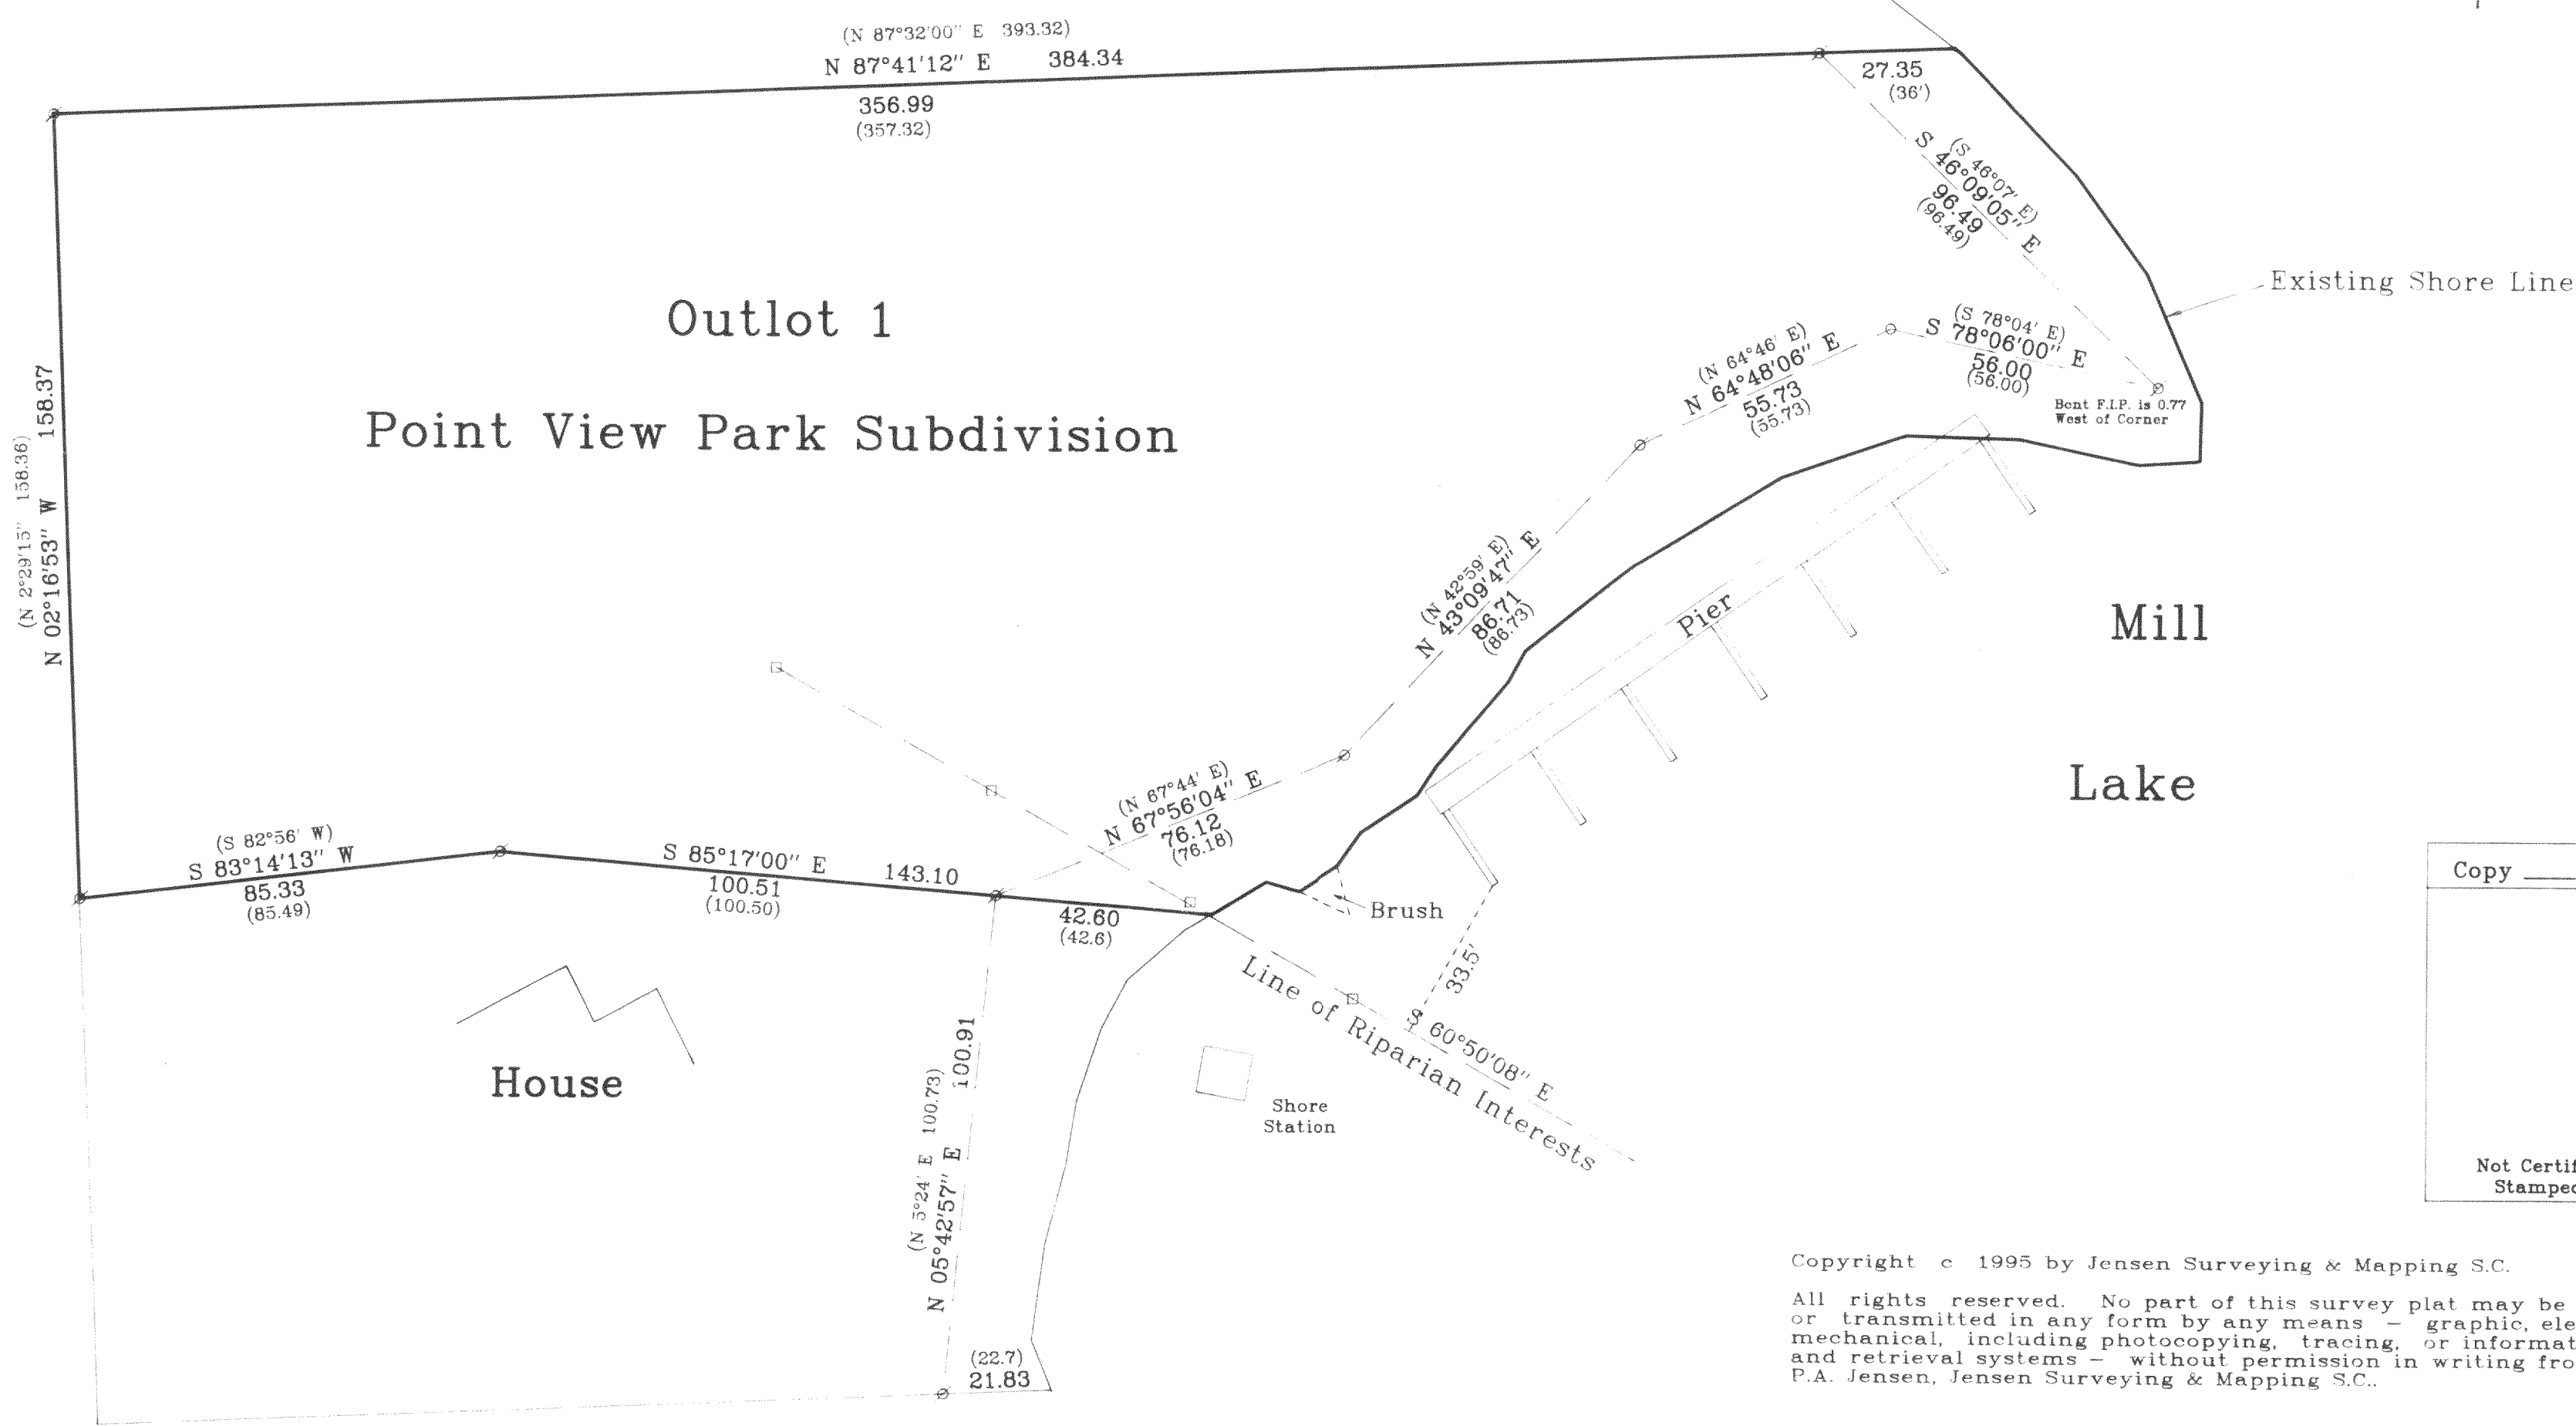 (N 87°32'00" E 393.32)
N 87°41'12" E 384.34
356.99
(357.32)
27.35
(36')
(S 46°07' E)
S 46°09'05" E
96.49
(96.49)
Existing Shore Line
Outlot 1
Point View Park Subdivision
(N 2°29'15" 158.36)
N 02°16'53" W 158.37
(S 78°04' E)
S 78°06'00" E
56.00
(56.00)
Bent F.I.P. is 0.77
West of Corner
(N 64°46' E)
N 64°48'06" E
55.73
(55.73)
(N 42°59' E)
N 43°09'47" E
86.71
(86.73)
Pier
Mill
Lake
(N 67°44' E)
N 67°56'04" E
76.12
(76.18)
(S 82°56' W)
S 83°14'13" W
85.33
(85.49)
S 85°17'00" E 143.10
100.51
(100.50)
42.60
(42.6)
Brush
33.5'
S 60°50'08" E
Line of Riparian Interests
House
(N 5°24' E 100.73)
N 05°42'57" E 100.91
Shore
Station
(22.7)
21.83
Copy
Not Certif
Stamped
Copyright c 1995 by Jensen Surveying & Mapping S.C.
All rights reserved. No part of this survey plat may be
or transmitted in any form by any means – graphic, ele
mechanical, including photocopying, tracing, or informat
and retrieval systems – without permission in writing fro
P.A. Jensen, Jensen Surveying & Mapping S.C..